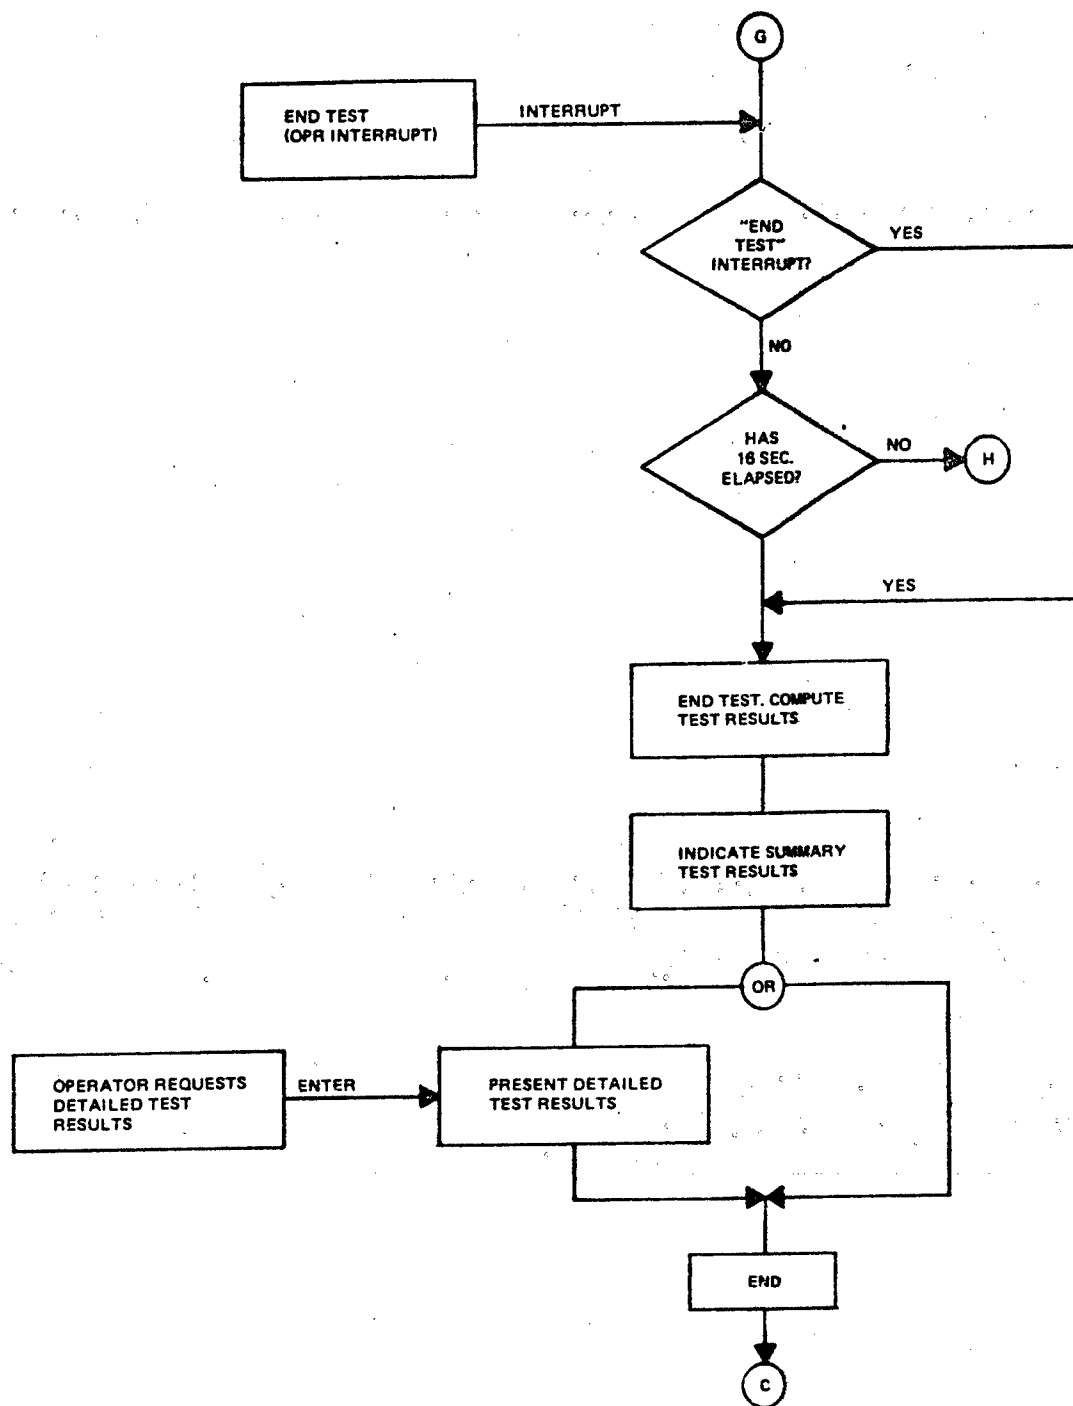 G
END TEST
(OPR INTERRUPT)
INTERRUPT
"END
TEST"
INTERRUPT?
YES
NO
HAS
16 SEC.
ELAPSED?
NO
H
YES
END TEST. COMPUTE
TEST RESULTS
INDICATE SUMMARY
TEST RESULTS
OR
OPERATOR REQUESTS
DETAILED TEST
RESULTS
ENTER
PRESENT DETAILED
TEST RESULTS
END
C